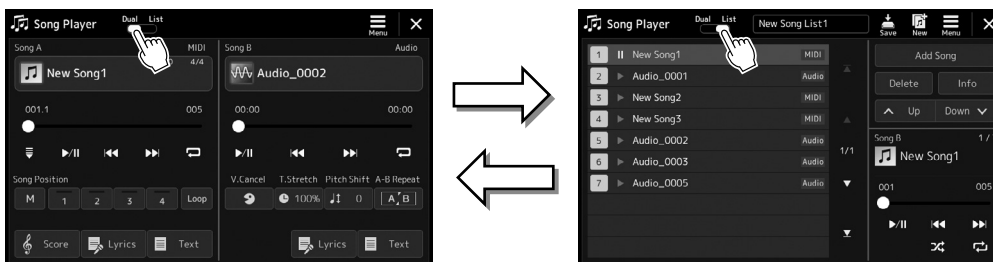 Song Player Dual List Menu
Song A MIDI
4/4
New Song1
001.1 005
Song Position
M 1 2 3 4 Loop
Score Lyrics Text
Song B Audio
Audio_0002
00:00 00:00
V.Cancel T.Stretch Pitch Shift A-B Repeat
100% 0 A B
Lyrics Text
Song Player Dual List New Song List1 Save New Menu
1 New Song1 MIDI
2 Audio_0001 Audio
3 New Song2 MIDI
4 New Song3 MIDI
5 Audio_0002 Audio
6 Audio_0003 Audio
7 Audio_0005 Audio
1/1
Add Song
Delete Info
Up Down
Song B 1/
New Song1
001 005